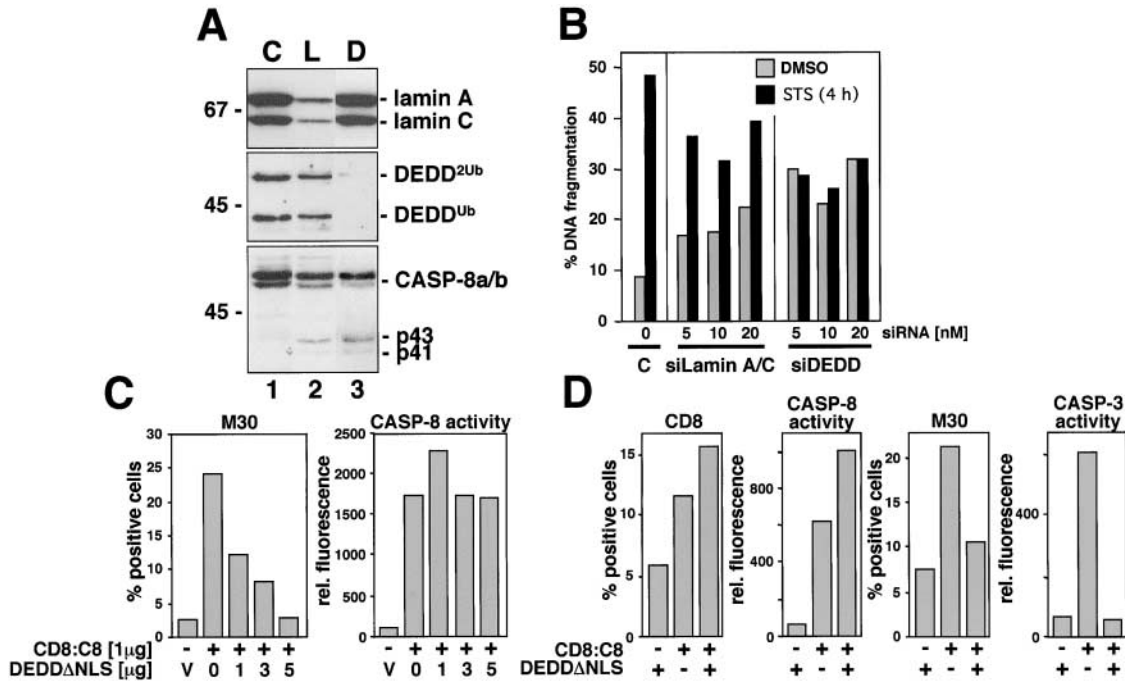 A
C L D
67 -
- lamin A
- lamin C
45 -
- DEDD2Ub
- DEDDUb
45 -
- CASP-8a/b
- p43
- p41
1 2 3
B
DMSO
STS (4 h)
% DNA fragmentation
50
40
30
20
10
0
0 5 10 20 5 10 20 siRNA [nM]
C siLamin A/C siDEDD
C
M30
% positive cells
30
25
20
15
10
5
0
CASP-8 activity
rel. fluorescence
2500
2000
1500
1000
500
0
CD8:C8 [1μg] - + + + + - + + + +
DEDDΔNLS [μg] V 0 1 3 5 V 0 1 3 5
D
CD8
% positive cells
15
10
5
0
CASP-8
activity
rel. fluorescence
800
400
0
M30
% positive cells
20
15
10
5
0
CASP-3
activity
rel. fluorescence
400
0
CD8:C8 - + + - + + - + + - + +
DEDDΔNLS + - + + - + + - + + - +